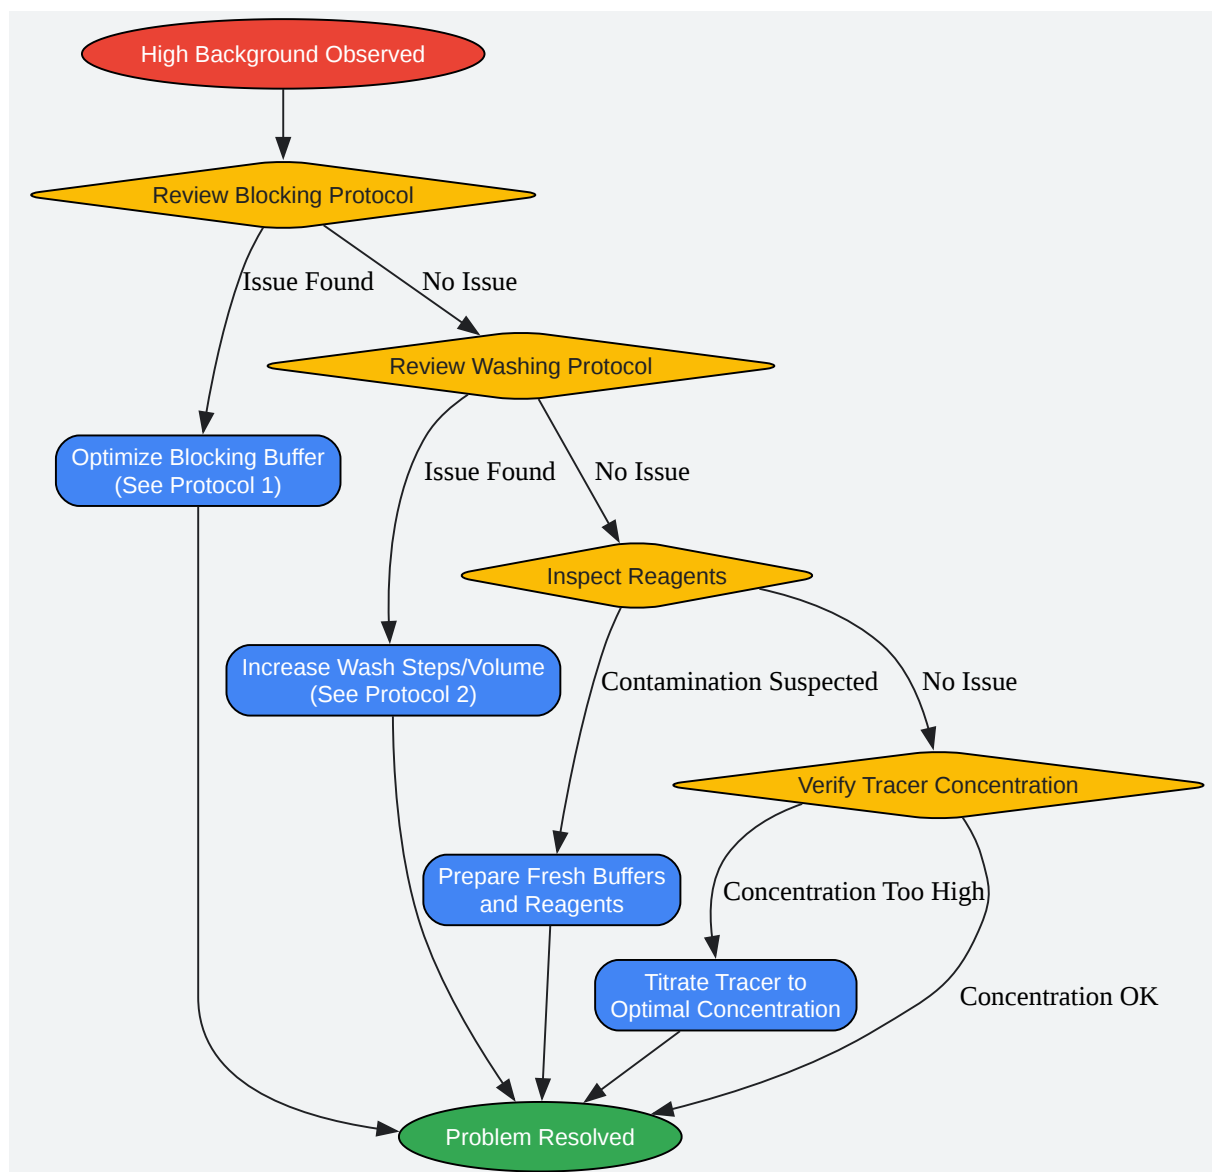 High Background Observed
Review Blocking Protocol
Issue Found
No Issue
Review Washing Protocol
Optimize Blocking Buffer
(See Protocol 1)
Issue Found
No Issue
Inspect Reagents
Increase Wash Steps/Volume
(See Protocol 2)
Contamination Suspected
No Issue
Verify Tracer Concentration
Prepare Fresh Buffers
and Reagents
Concentration Too High
Titrate Tracer to
Optimal Concentration
Concentration OK
Problem Resolved